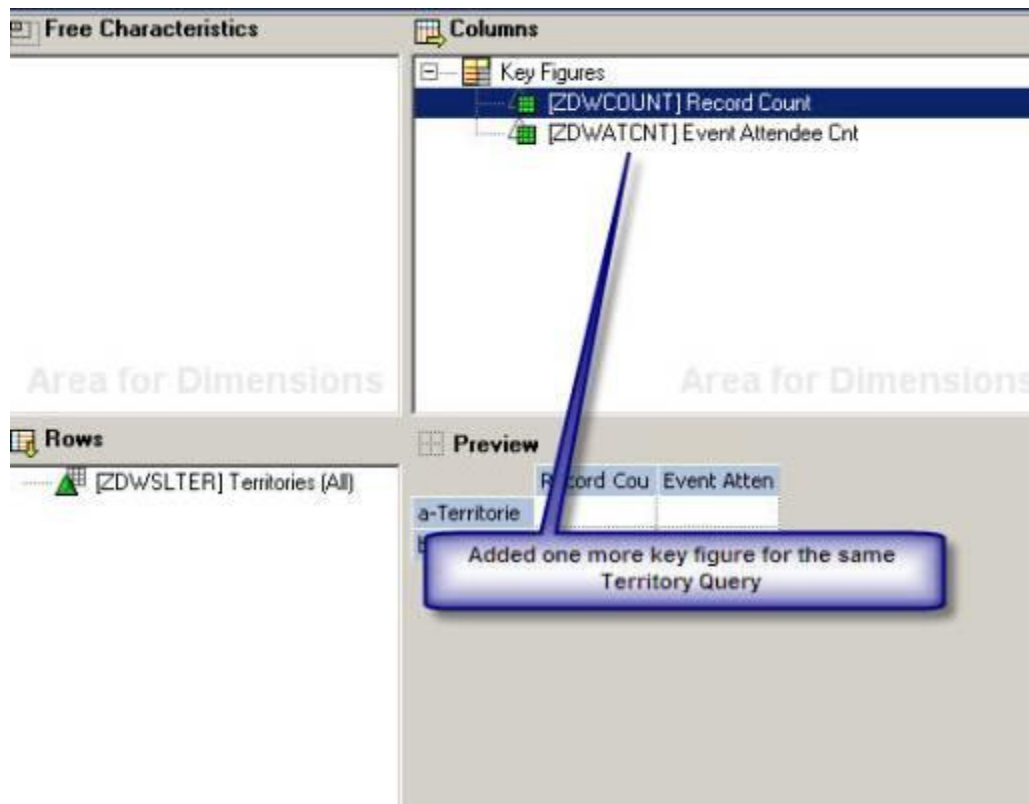 Free Characteristics
Columns
Key Figures
[ZDWCOUNT] Record Count
[ZDWATCNT] Event Attendee Cnt
Area for Dimensions
Area for Dimensions
Rows
Preview
[ZDWSLTER] Territories (All)
Cou Event Atten
a-Territorie
Added one more key figure for the same
Territory Query